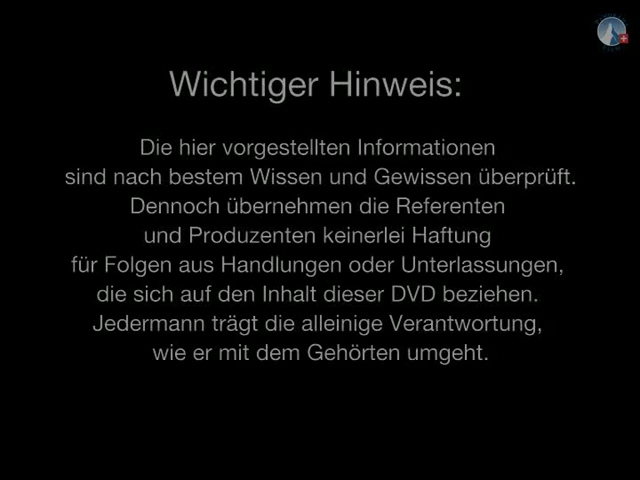 Wichtiger Hinweis:
Die hier vorgestellten Informationen
sind nach bestem Wissen und Gewissen überprüft.
Dennoch übernehmen die Referenten
und Produzenten keinerlei Haftung
für Folgen aus Handlungen oder Unterlassungen,
die sich auf den Inhalt dieser DVD beziehen.
Jedermann trägt die alleinige Verantwortung,
wie er mit dem Gehörten umgeht.